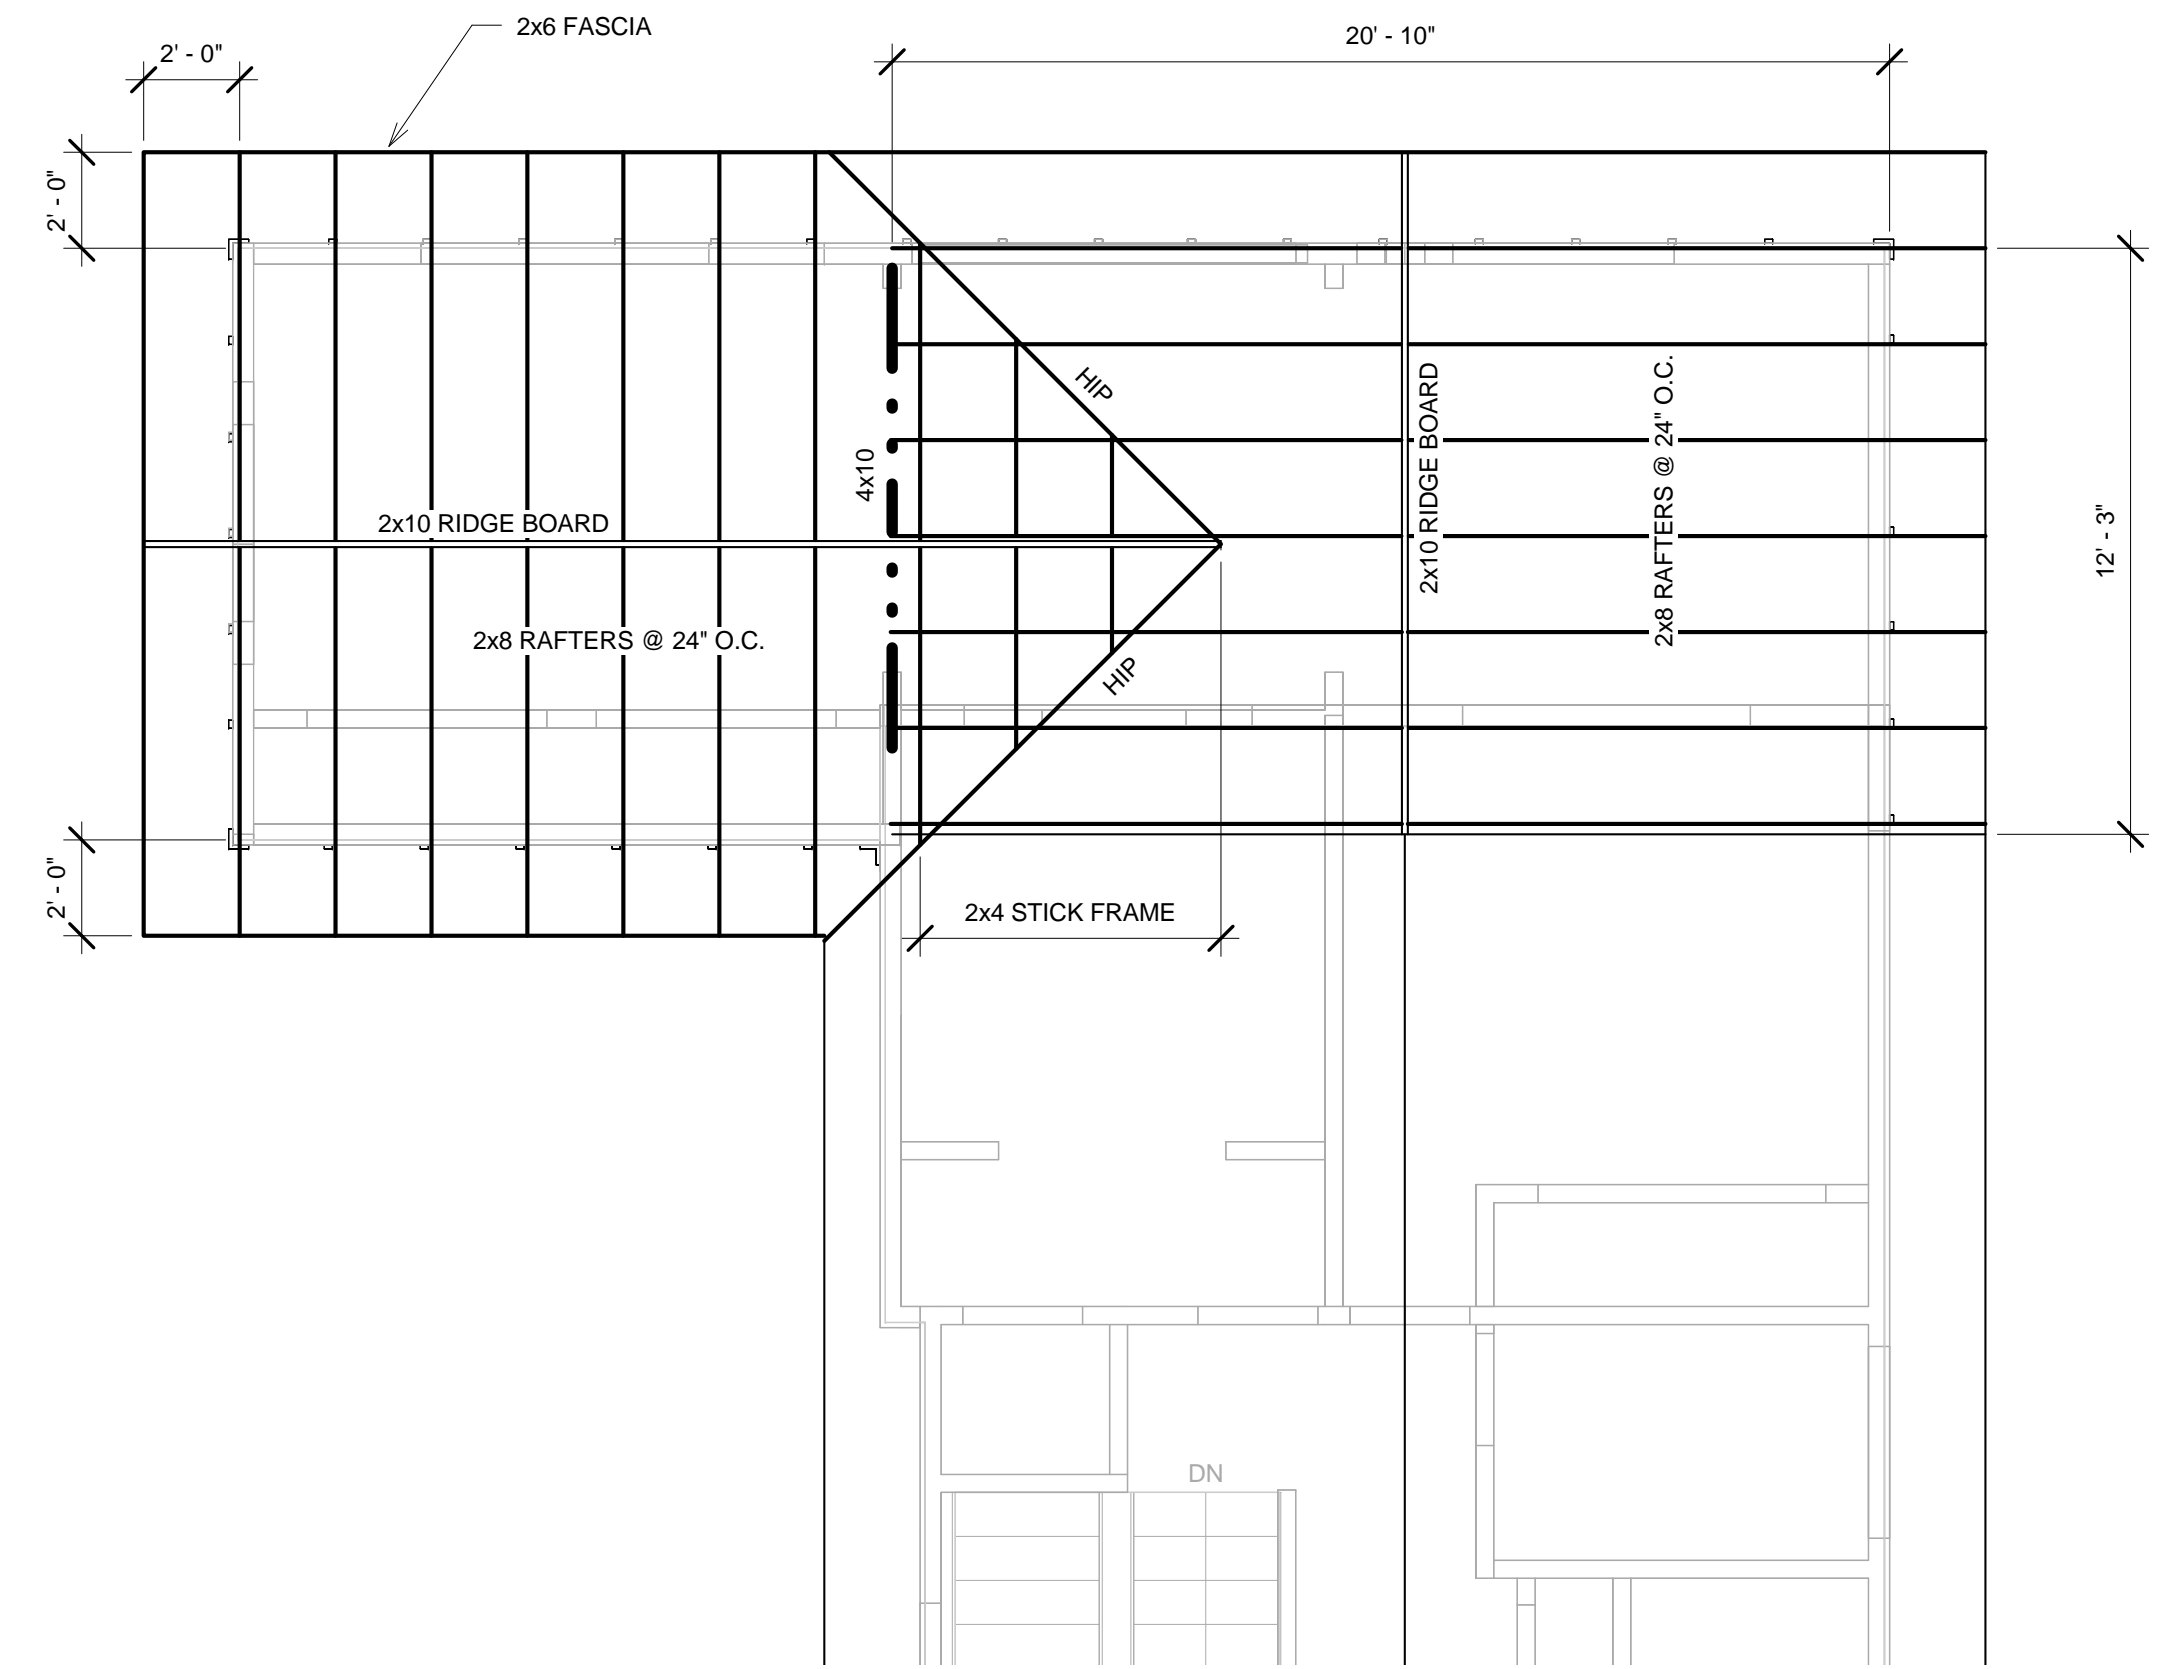 2x6 FASCIA
20' - 10"
2' - 0"
2' - 0"
HIP
4x10
2x10 RIDGE BOARD
2x8 RAFTERS @ 24" O.C.
2x10 RIDGE BOARD
12' - 3"
2x8 RAFTERS @ 24" O.C.
HIP
2' - 0"
2x4 STICK FRAME
DN